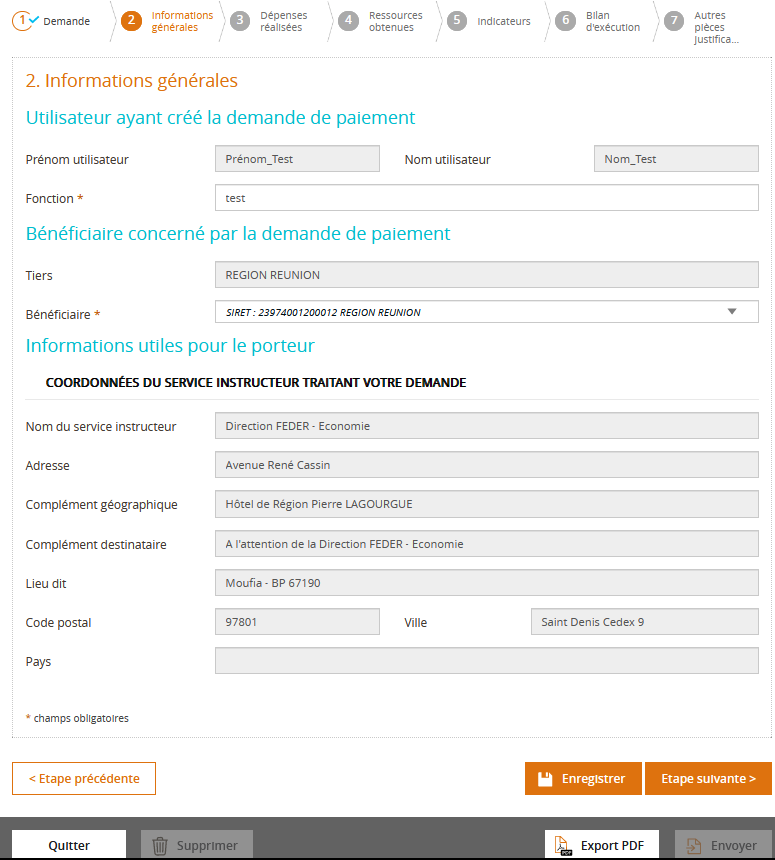 1 Demande
2 Informations générales
3 Dépenses réalisées
4 Ressources obtenues
5 Indicateurs
6 Bilan d'exécution
7 Autres pièces justifica...
2. Informations générales
Utilisateur ayant créé la demande de paiement
Prénom utilisateur Prénom_Test Nom utilisateur Nom_Test
Fonction * test
Bénéficiaire concerné par la demande de paiement
Tiers REGION REUNION
Bénéficiaire * SIRET : 23974001200012 REGION REUNION
Informations utiles pour le porteur
COORDONNÉES DU SERVICE INSTRUCTEUR TRAITANT VOTRE DEMANDE
Nom du service instructeur Direction FEDER - Economie
Adresse Avenue René Cassin
Complément géographique Hôtel de Région Pierre LAGOURGUE
Complément destinataire A l'attention de la Direction FEDER - Economie
Lieu dit Moufia - BP 67190
Code postal 97801 Ville Saint Denis Cedex 9
Pays
* champs obligatoires
< Etape précédente Enregistrer Etape suivante >
Quitter Supprimer Export PDF Envoyer